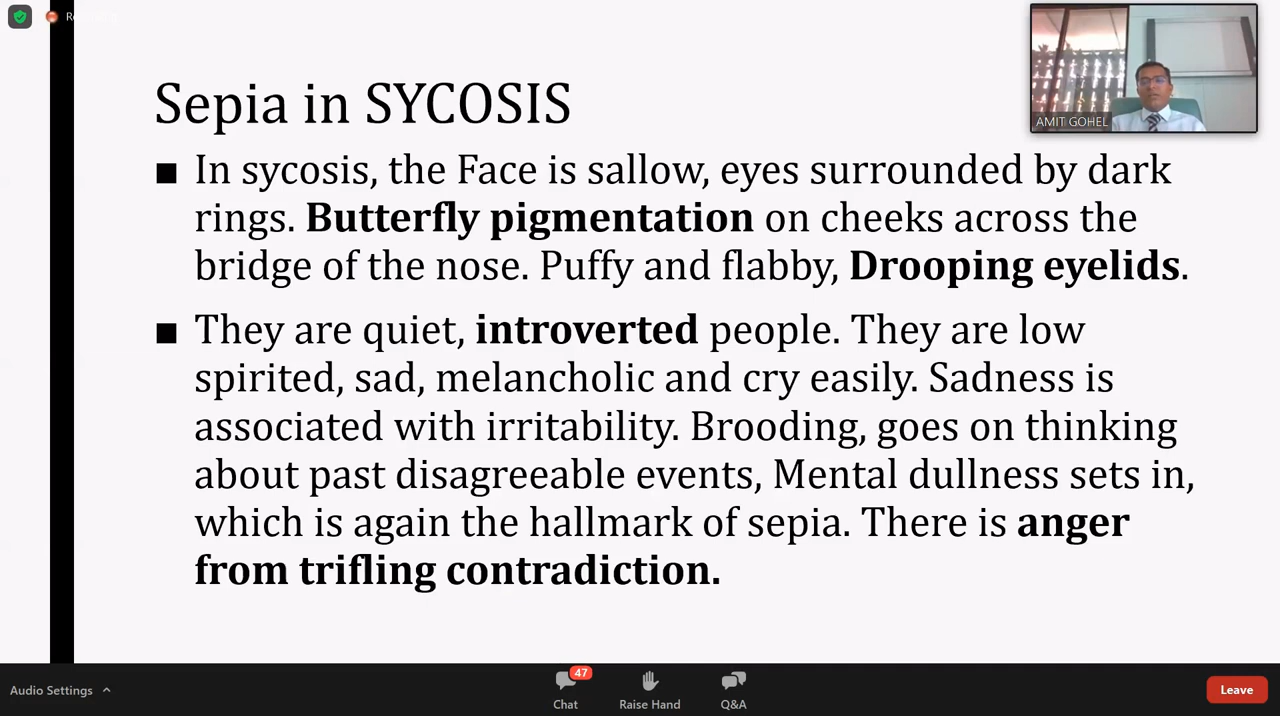 Sepia in SYCOSIS
AMIT GOHEL
■ In sycosis, the Face is sallow, eyes surrounded by dark
rings. Butterfly pigmentation on cheeks across the
bridge of the nose. Puffy and flabby, Drooping eyelids.
■ They are quiet, introverted people. They are low
spirited, sad, melancholic and cry easily. Sadness is
associated with irritability. Brooding, goes on thinking
about past disagreeable events, Mental dullness sets in,
which is again the hallmark of sepia. There is anger
from trifling contradiction.
Audio Settings
47
Chat
Raise Hand
Q&A
Leave